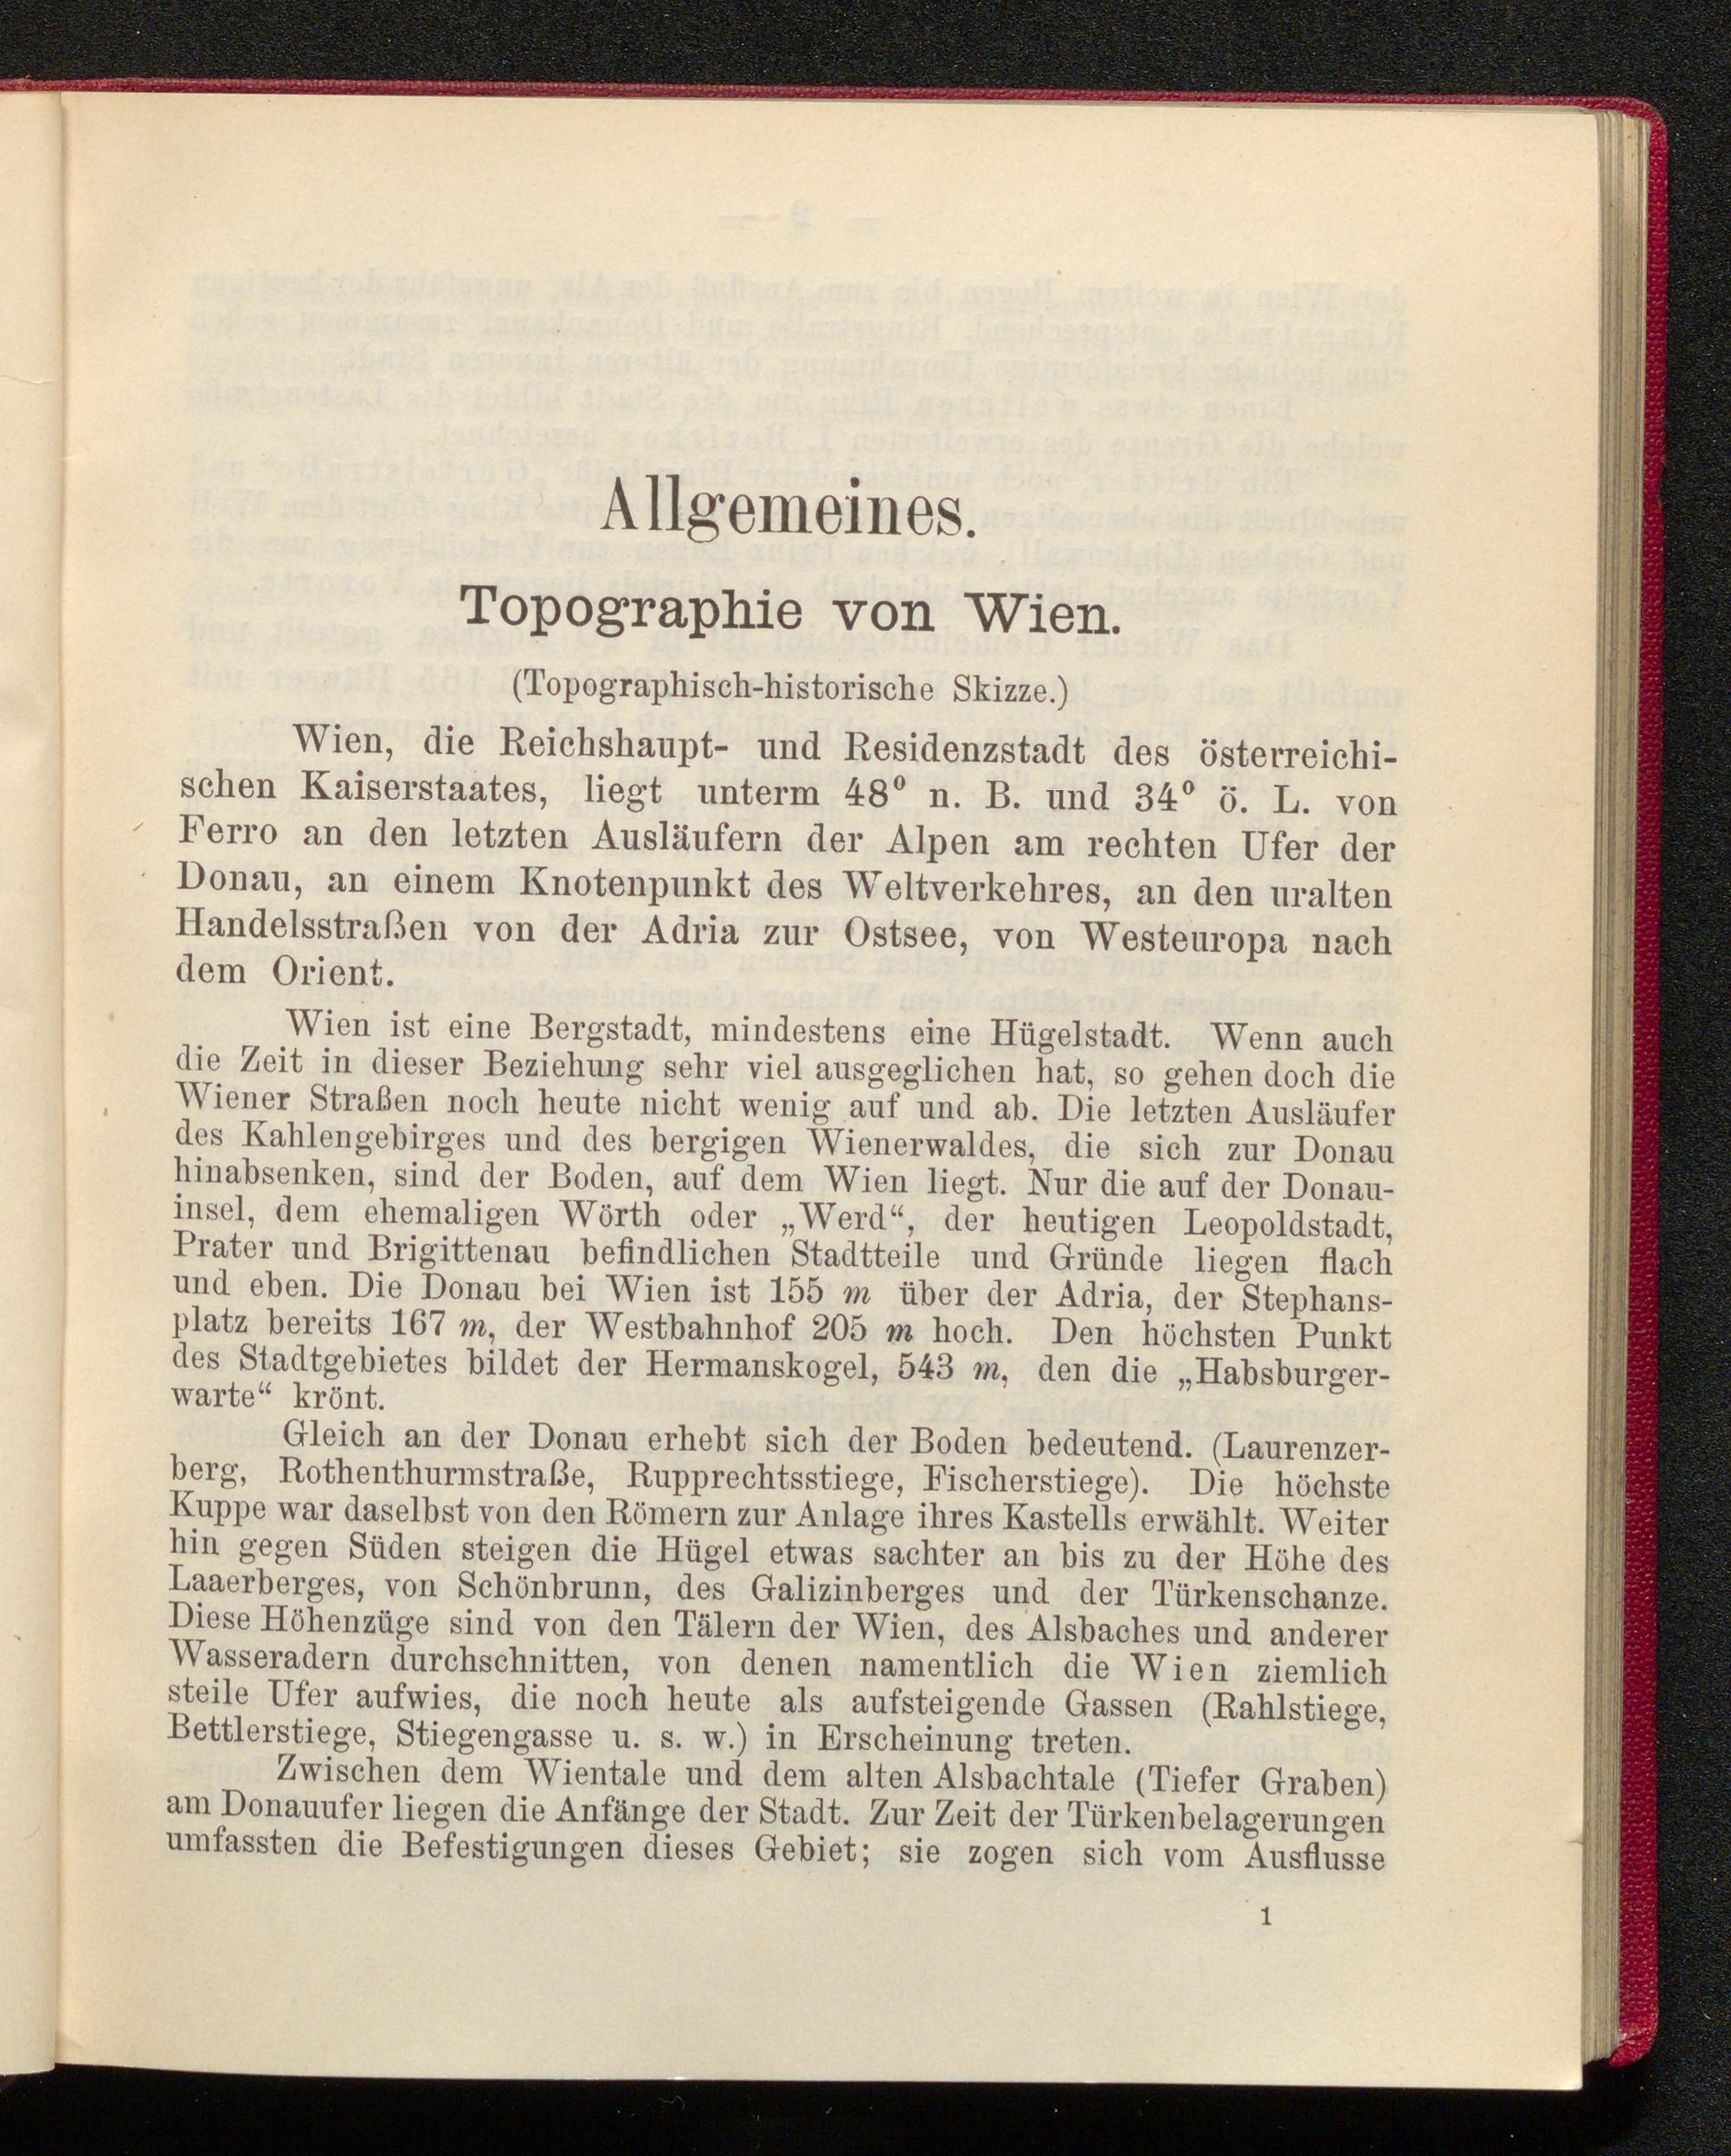 Allgemeines.
Topographie von Wien.
(Topographisch-historische Skizze.)
Wien, die Reichshaupt- und Residenzstadt des österreichi-
schen Kaiserstaates, liegt unterm 48⁰ n. B. und 34⁰ ö. L. von
Ferro an den letzten Ausläufern der Alpen am rechten Ufer der
Donau, an einem Knotenpunkt des Weltverkehres, an den uralten
Handelsstraßen von der Adria zur Ostsee, von Westeuropa nach
dem Orient.
Wien ist eine Bergstadt, mindestens eine Hügelstadt. Wenn auch
die Zeit in dieser Beziehung sehr viel ausgeglichen hat, so gehen doch die
Wiener Straßen noch heute nicht wenig auf und ab. Die letzten Ausläufer
des Kahlengebirges und des bergigen Wienerwaldes, die sich zur Donau
hinabsenken, sind der Boden, auf dem Wien liegt. Nur die auf der Donau-
insel, dem ehemaligen Wörth oder „Werd“, der heutigen Leopoldstadt,
Prater und Brigittenau befindlichen Stadtteile und Gründe liegen flach
und eben. Die Donau bei Wien ist 155 m über der Adria, der Stephans-
platz bereits 167 m, der Westbahnhof 205 m hoch. Den höchsten Punkt
des Stadtgebietes bildet der Hermanskogel, 543 m, den die „Habsburger-
warte“ krönt.
Gleich an der Donau erhebt sich der Boden bedeutend. (Laurenzer-
berg, Rothenthurmstraße, Rupprechtsstiege, Fischerstiege). Die höchste
Kuppe war daselbst von den Römern zur Anlage ihres Kastells erwählt. Weiter
hin gegen Süden steigen die Hügel etwas sachter an bis zu der Höhe des
Laaerberges, von Schönbrunn, des Galizinberges und der Türkenschanze.
Diese Höhenzüge sind von den Tälern der Wien, des Alsbaches und anderer
Wasseradern durchschnitten, von denen namentlich die Wien ziemlich
steile Ufer aufwies, die noch heute als aufsteigende Gassen (Rahlstiege,
Bettlerstiege, Stiegengasse u. s. w.) in Erscheinung treten.
Zwischen dem Wientale und dem alten Alsbachtale (Tiefer Graben)
am Donauufer liegen die Anfänge der Stadt. Zur Zeit der Türkenbelagerungen
umfassten die Befestigungen dieses Gebiet; sie zogen sich vom Ausflusse
1